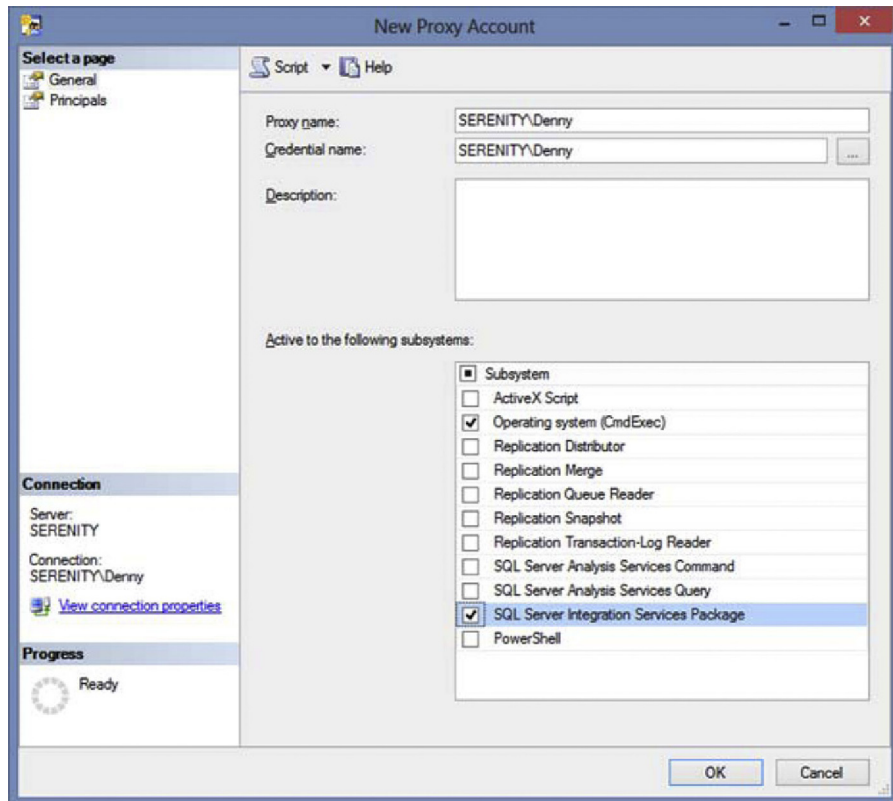 New Proxy Account
Select a page
General
Principals
Script Help
Proxy name: SERENITY\Denny
Credential name: SERENITY\Denny ...
Description:
Active to the following subsystems:
Subsystem
ActiveX Script
Operating system (CmdExec)
Replication Distributor
Replication Merge
Replication Queue Reader
Replication Snapshot
Replication Transaction-Log Reader
SQL Server Analysis Services Command
SQL Server Analysis Services Query
SQL Server Integration Services Package
PowerShell
Connection
Server:
SERENITY
Connection:
SERENITY\Denny
View connection properties
Progress
Ready
OK Cancel